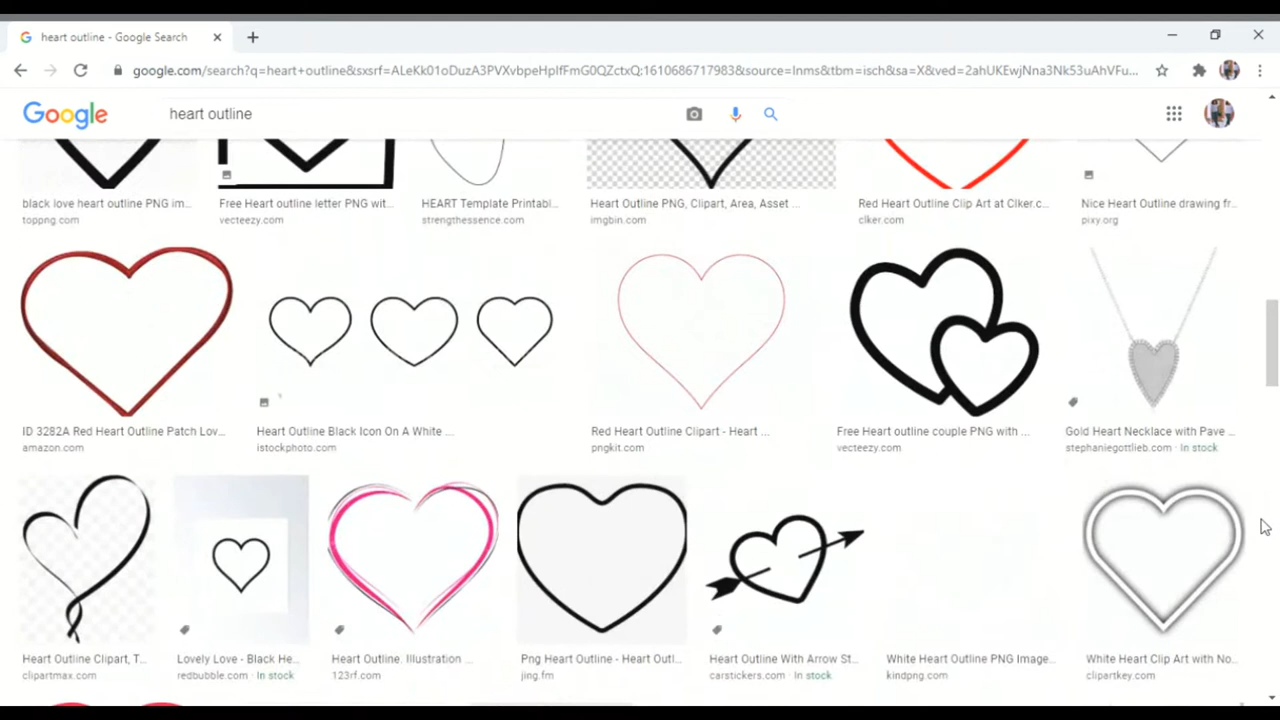 heart outline - Google Search
google.com/search?q=heart+outline&sxsrf=ALeKk01oDuzA3PVXvbpeHpIfFmG0QZctxQ:1610686717983&source=lnms&tbm=isch&sa=X&ved=2ahUKEwjNna3Nk53uAhVFu...
Google
heart outline
black love heart outline PNG im...
Free Heart outline letter PNG wit...
HEART Template Printabl...
Heart Outline PNG, Clipart, Area, Asset ...
Red Heart Outline Clip Art at Clker.c...
Nice Heart Outline drawing fr...
toppng.com
vecteezy.com
strengthessence.com
imgbin.com
clker.com
pixy.org
ID 3282A Red Heart Outline Patch Lov...
Heart Outline Black Icon On A White ...
Red Heart Outline Clipart - Heart ...
Free Heart outline couple PNG with ...
Gold Heart Necklace with Pave ...
amazon.com
istockphoto.com
pngkit.com
vecteezy.com
stephaniegottlieb.com · In stock
Heart Outline Clipart, T...
Lovely Love - Black He...
Heart Outline. Illustration ...
Png Heart Outline - Heart Outl...
Heart Outline With Arrow St...
White Heart Outline PNG Image...
White Heart Clip Art with No...
clipartmax.com
redbubble.com · In stock
123rf.com
jing.fm
carstickers.com · In stock
kindpng.com
clipartkey.com